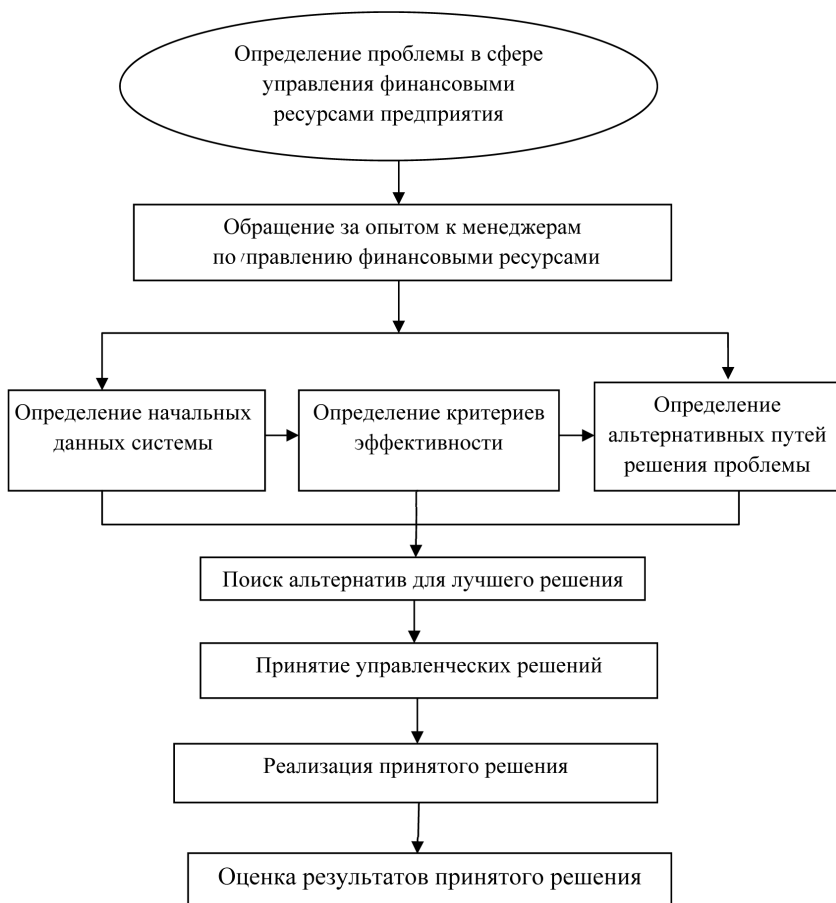 Определение проблемы в сфере
управления финансовыми
ресурсами предприятия
Обращение за опытом к менеджерам
по управлению финансовыми ресурсами
Определение начальных
данных системы
Определение критериев
эффективности
Определение
альтернативных путей
решения проблемы
Поиск альтернатив для лучшего решения
Принятие управленческих решений
Реализация принятого решения
Оценка результатов принятого решения